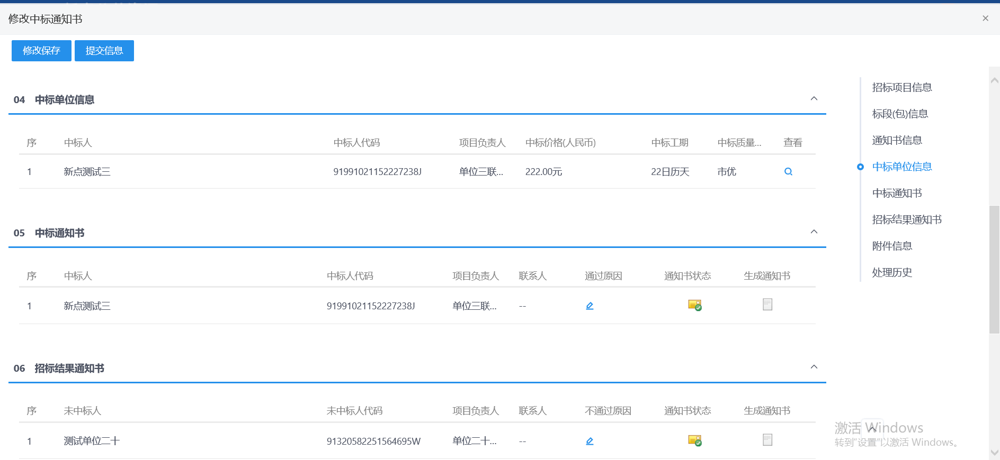 修改中标通知书
修改保存 提交信息
04 中标单位信息
序 中标人 中标人代码 项目负责人 中标价格(人民币) 中标工期 中标质量... 查看
1 新点测试三 91991021152227238J 单位三联... 222.00元 22日历天 市优
05 中标通知书
序 中标人 中标人代码 项目负责人 联系人 通过原因 通知书状态 生成通知书
1 新点测试三 91991021152227238J 单位三联... --
06 招标结果通知书
序 未中标人 未中标人代码 项目负责人 联系人 不通过原因 通知书状态 生成通知书
1 测试单位二十 91320582251564695W 单位二十... --
招标项目信息
标段(包)信息
通知书信息
中标单位信息
中标通知书
招标结果通知书
附件信息
处理历史
激活 Windows
转到"设置"以激活 Windows。